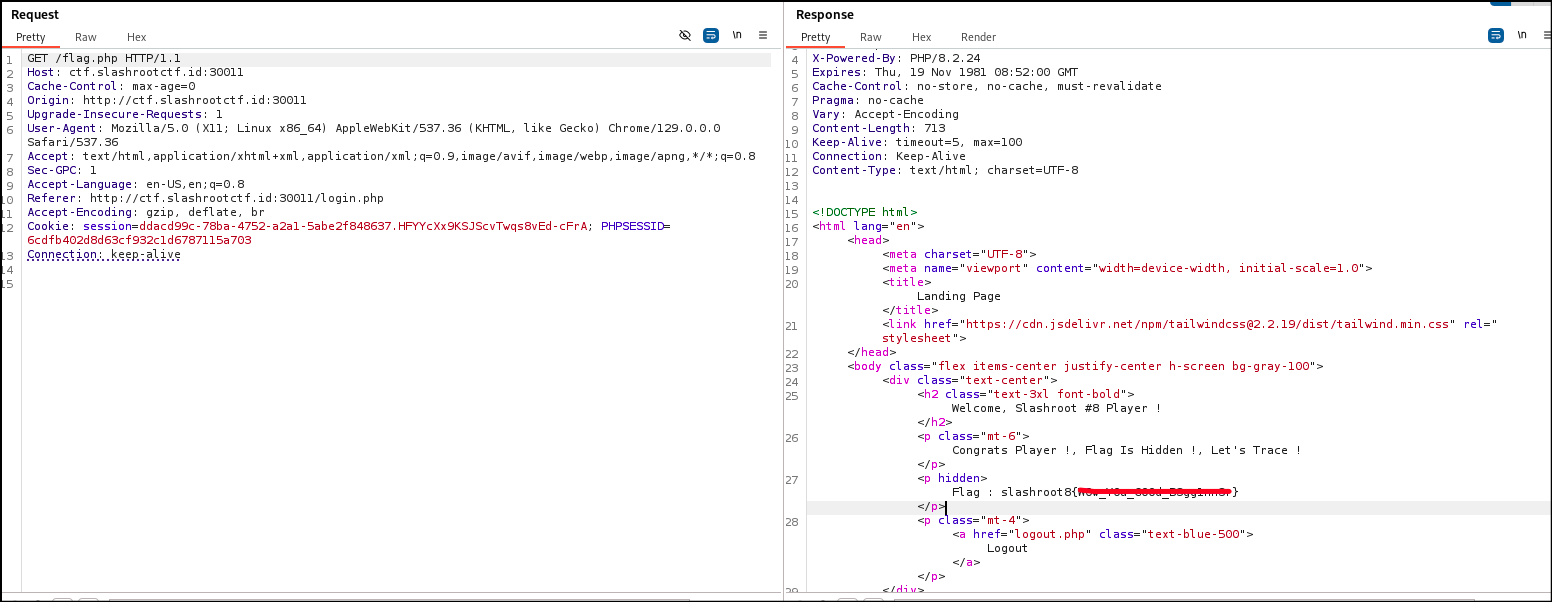 Request
Pretty Raw Hex
\n
1 GET /flag.php HTTP/1.1
2 Host: ctf.slashrootctf.id:30011
3 Cache-Control: max-age=0
4 Origin: http://ctf.slashrootctf.id:30011
5 Upgrade-Insecure-Requests: 1
6 User-Agent: Mozilla/5.0 (X11; Linux x86_64) AppleWebKit/537.36 (KHTML, like Gecko) Chrome/129.0.0.0
Safari/537.36
7 Accept: text/html,application/xhtml+xml,application/xml;q=0.9,image/avif,image/webp,image/apng,*/*;q=0.8
8 Sec-GPC: 1
9 Accept-Language: en-US,en;q=0.8
10 Referer: http://ctf.slashrootctf.id:30011/login.php
11 Accept-Encoding: gzip, deflate, br
12 Cookie: session=ddacd99c-78ba-4752-a2a1-5abe2f848637.HFYYcXx9KSJScvTwqs8vEd-cFrA; PHPSESSID=
6cdfb402d8d63cf932c1d6787115a703
13 Connection: keep-alive
14
15
Response
Pretty Raw Hex Render
\n
4 X-Powered-By: PHP/8.2.24
5 Expires: Thu, 19 Nov 1981 08:52:00 GMT
6 Cache-Control: no-store, no-cache, must-revalidate
7 Pragma: no-cache
8 Vary: Accept-Encoding
9 Content-Length: 713
10 Keep-Alive: timeout=5, max=100
11 Connection: Keep-Alive
12 Content-Type: text/html; charset=UTF-8
13
14
15 <!DOCTYPE html>
16 <html lang="en">
17 <head>
18 <meta charset="UTF-8">
19 <meta name="viewport" content="width=device-width, initial-scale=1.0">
20 <title>
Landing Page
</title>
21 <link href="https://cdn.jsdelivr.net/npm/tailwindcss@2.2.19/dist/tailwind.min.css" rel="
stylesheet">
22 </head>
23 <body class="flex items-center justify-center h-screen bg-gray-100">
24 <div class="text-center">
25 <h2 class="text-3xl font-bold">
Welcome, Slashroot #8 Player !
</h2>
26 <p class="mt-6">
Congrats Player !, Flag Is Hidden !, Let's Trace !
</p>
27 <p hidden>
Flag : slashroot8{ }
</p>
28 <p class="mt-4">
<a href="logout.php" class="text-blue-500">
Logout
</a>
</p>
29 </div>